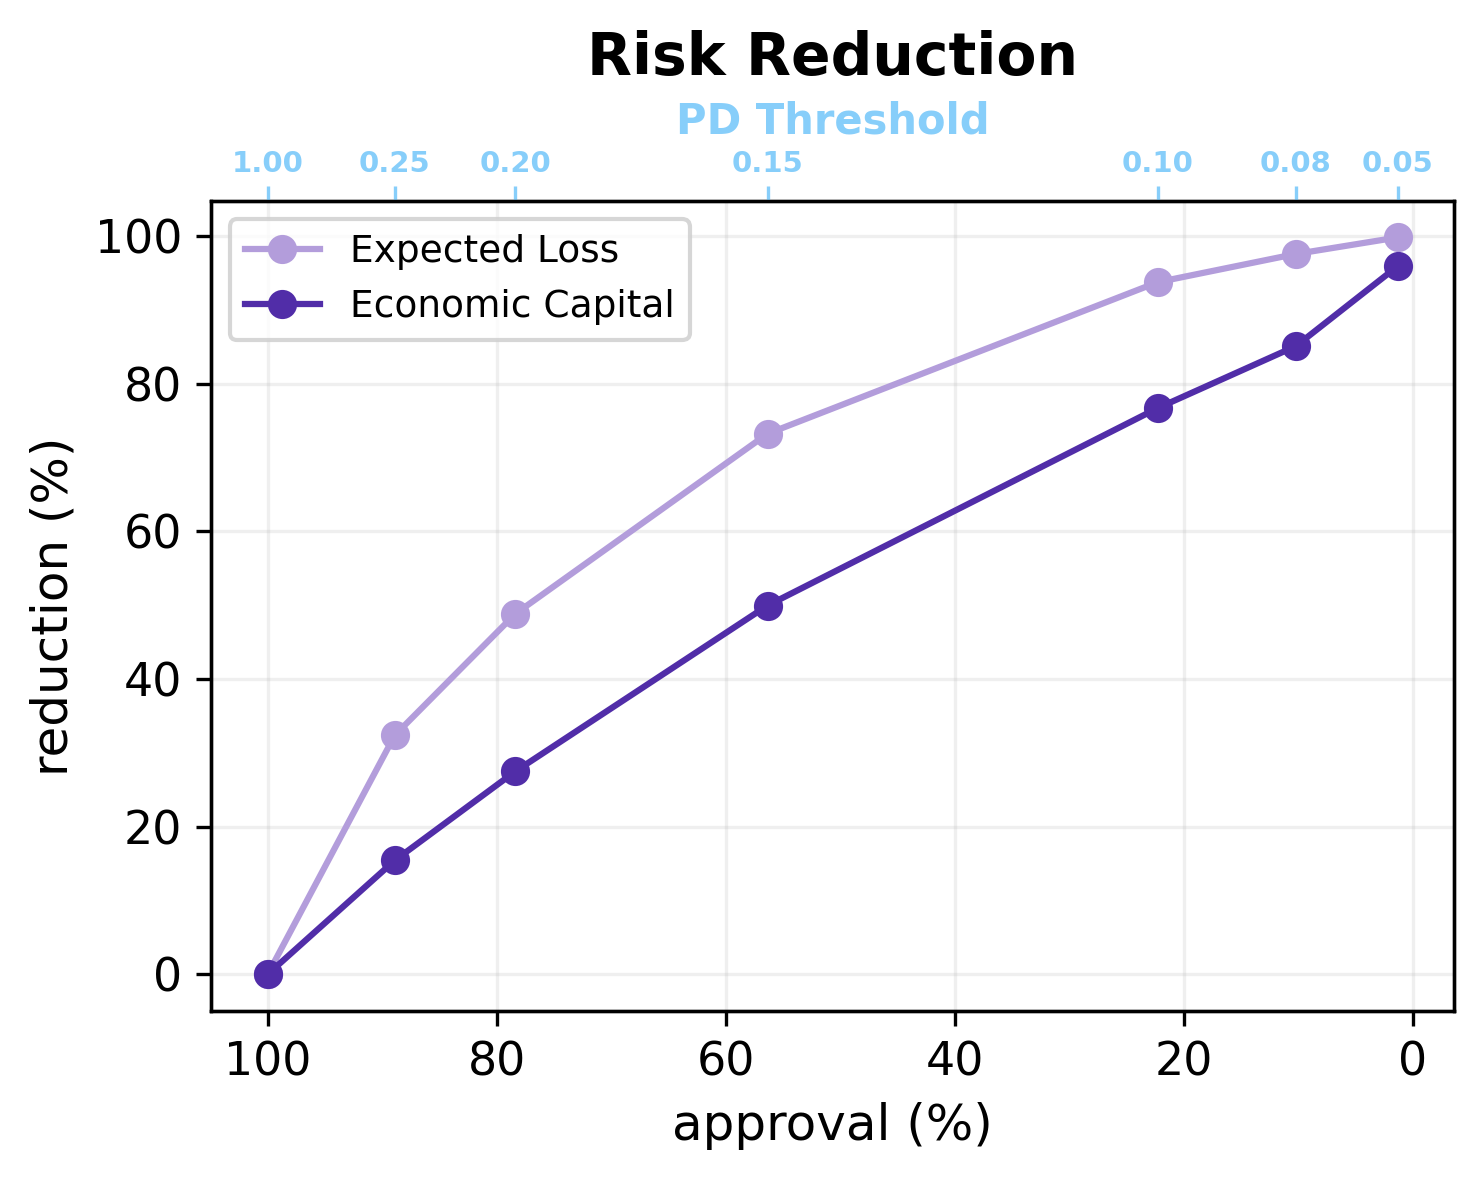 Risk Reduction
PD Threshold
1.00 0.25 0.20 0.15 0.10 0.08 0.05
Expected Loss
Economic Capital
reduction (%)
100
80
60
40
20
0
100 80 60 40 20 0
approval (%)